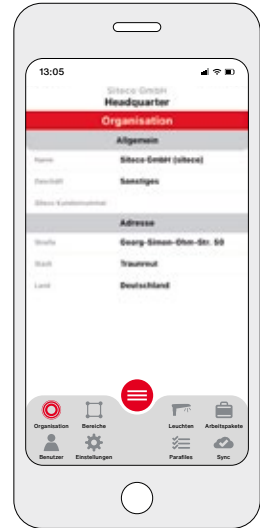 13:05
Siteco GmbH
Headquarter
Organisation
Allgemein
Name Siteco GmbH (siteco)
Geschäft Sonstiges
Siteco Kundennummer
Adresse
Straße Georg-Simon-Ohm-Str. 50
Stadt Traunreut
Land Deutschland
Organisation Bereiche Leuchten Arbeitspakete
Benutzer Einstellungen Parafiles Sync